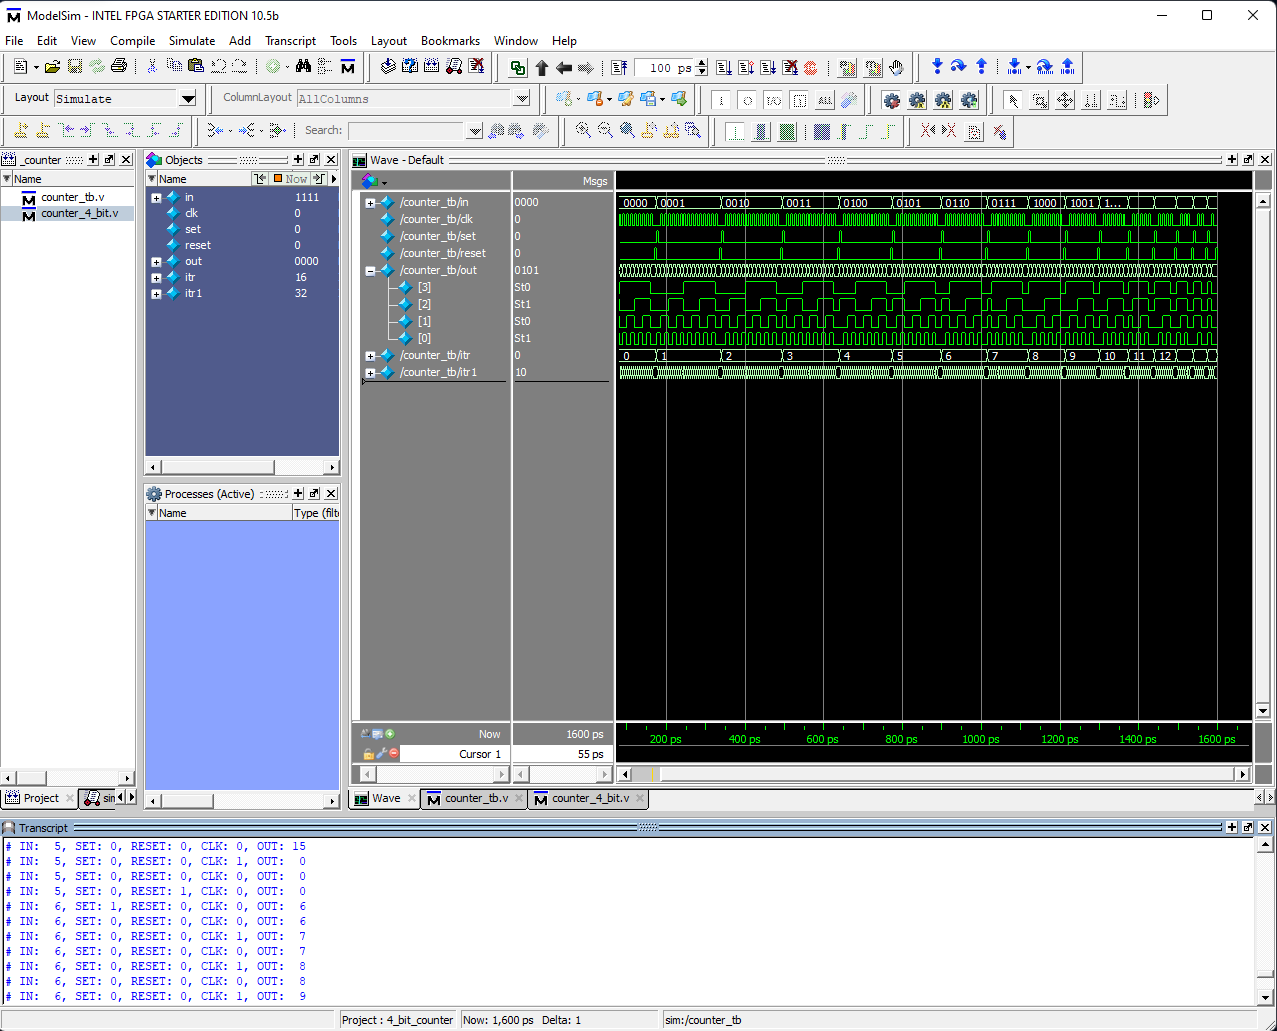 ModelSim - INTEL FPGA STARTER EDITION 10.5b
File Edit View Compile Simulate Add Transcript Tools Layout Bookmarks Window Help
100 ps
Layout Simulate ColumnLayout AllColumns ALL
Search:
_counter Objects Wave - Default
Name
counter_tb.v
counter_4_bit.v
Name Now
in 1111
clk 0
set 0
reset 0
out 0000
itr 16
itr1 32
Processes (Active)
Name Type (filt
Msgs
/counter_tb/in 0000 0000 0001 0010 0011 0100 0101 0110 0111 1000 1001 1...
/counter_tb/clk 0
/counter_tb/set 0
/counter_tb/reset 0
/counter_tb/out 0101
[3] St0
[2] St1
[1] St0
[0] St1
/counter_tb/itr 0 0 1 2 3 4 5 6 7 8 9 10 11 12
/counter_tb/itr1 10
Now 1600 ps
200 ps 400 ps 600 ps 800 ps 1000 ps 1200 ps 1400 ps 1600 ps
Cursor 1 55 ps
Project sim
Wave counter_tb.v counter_4_bit.v
Transcript
# IN: 5, SET: 0, RESET: 0, CLK: 0, OUT: 15
# IN: 5, SET: 0, RESET: 0, CLK: 1, OUT: 0
# IN: 5, SET: 0, RESET: 0, CLK: 0, OUT: 0
# IN: 5, SET: 0, RESET: 1, CLK: 0, OUT: 0
# IN: 6, SET: 1, RESET: 0, CLK: 0, OUT: 6
# IN: 6, SET: 0, RESET: 0, CLK: 0, OUT: 6
# IN: 6, SET: 0, RESET: 0, CLK: 1, OUT: 7
# IN: 6, SET: 0, RESET: 0, CLK: 0, OUT: 7
# IN: 6, SET: 0, RESET: 0, CLK: 1, OUT: 8
# IN: 6, SET: 0, RESET: 0, CLK: 0, OUT: 8
# IN: 6, SET: 0, RESET: 0, CLK: 1, OUT: 9
Project : 4_bit_counter Now: 1,600 ps Delta: 1 sim:/counter_tb